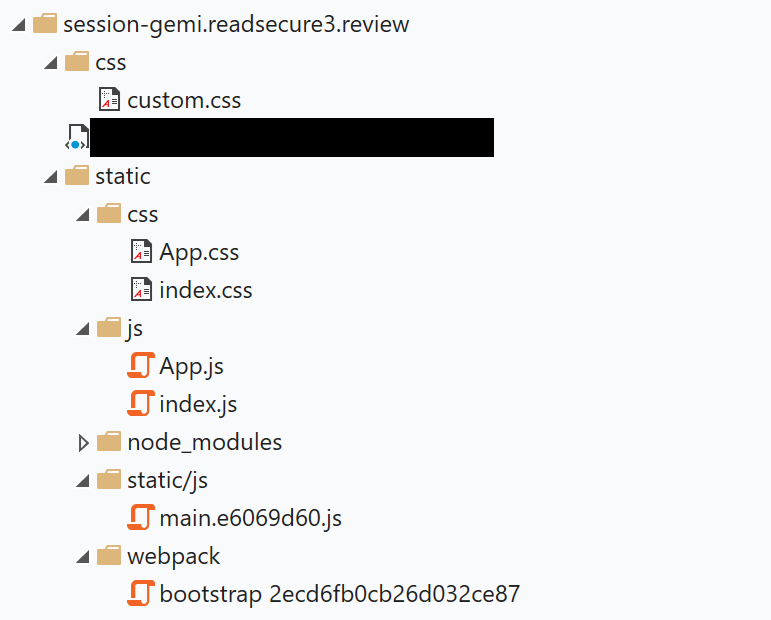 session-gemi.readsecure3.review
css
custom.css
static
css
App.css
index.css
js
App.js
index.js
node_modules
static/js
main.e6069d60.js
webpack
bootstrap 2ecd6fb0cb26d032ce87